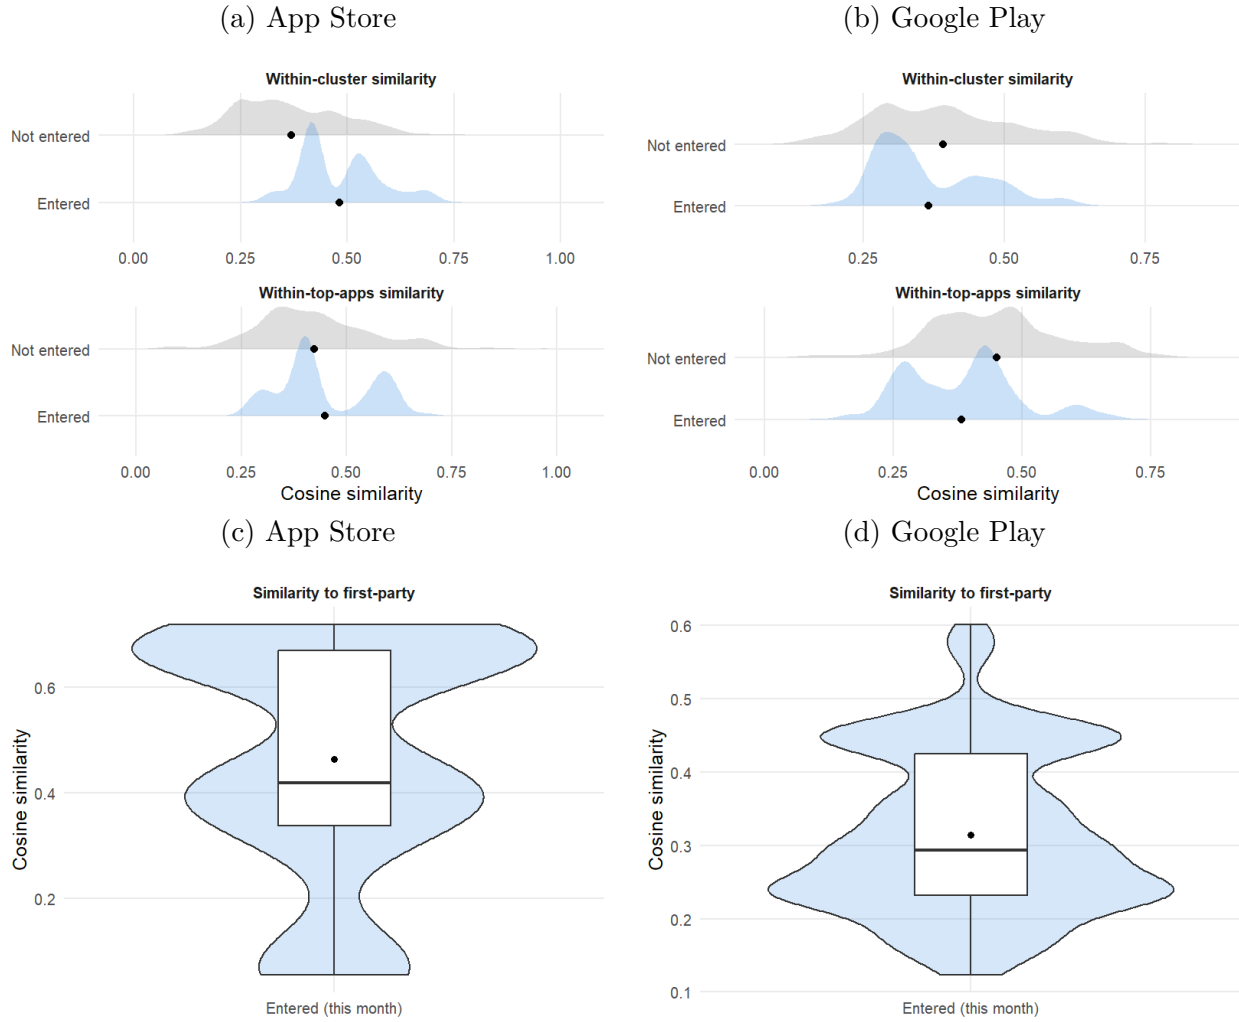 (a) App Store
Within-cluster similarity
Not entered
Entered
0.00 0.25 0.50 0.75 1.00
Within-top-apps similarity
Not entered
Entered
0.00 0.25 0.50 0.75 1.00
Cosine similarity
(b) Google Play
Within-cluster similarity
Not entered
Entered
0.25 0.50 0.75
Within-top-apps similarity
Not entered
Entered
0.00 0.25 0.50 0.75
Cosine similarity
(c) App Store
Similarity to first-party
Cosine similarity
0.6
0.4
0.2
Entered (this month)
(d) Google Play
Similarity to first-party
Cosine similarity
0.6
0.5
0.4
0.3
0.2
0.1
Entered (this month)